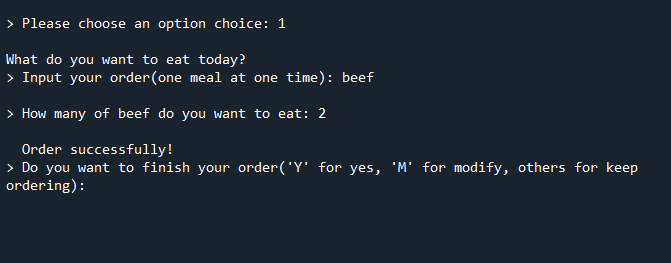 > Please choose an option choice: 1
What do you want to eat today?
> Input your order(one meal at one time): beef
> How many of beef do you want to eat: 2
Order successfully!
> Do you want to finish your order('Y' for yes, 'M' for modify, others for keep
ordering):